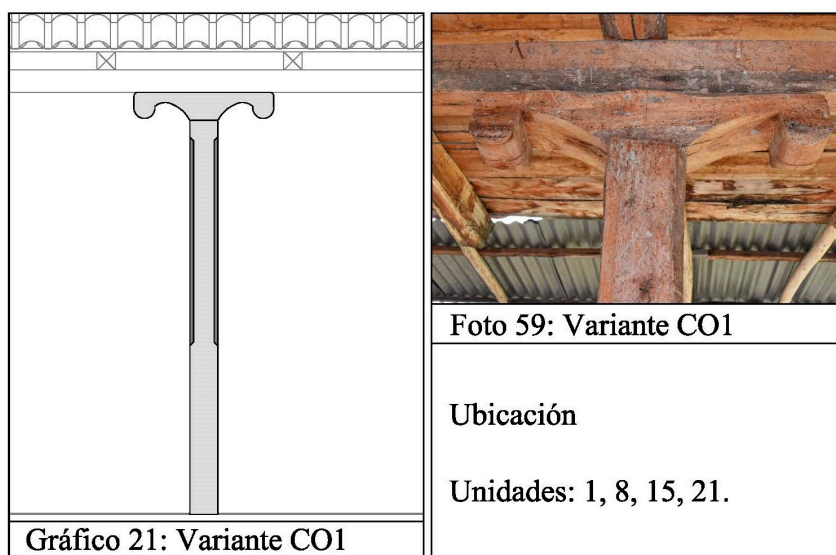 Gráfico 21: Variante CO1
Foto 59: Variante CO1
Ubicación
Unidades: 1, 8, 15, 21.